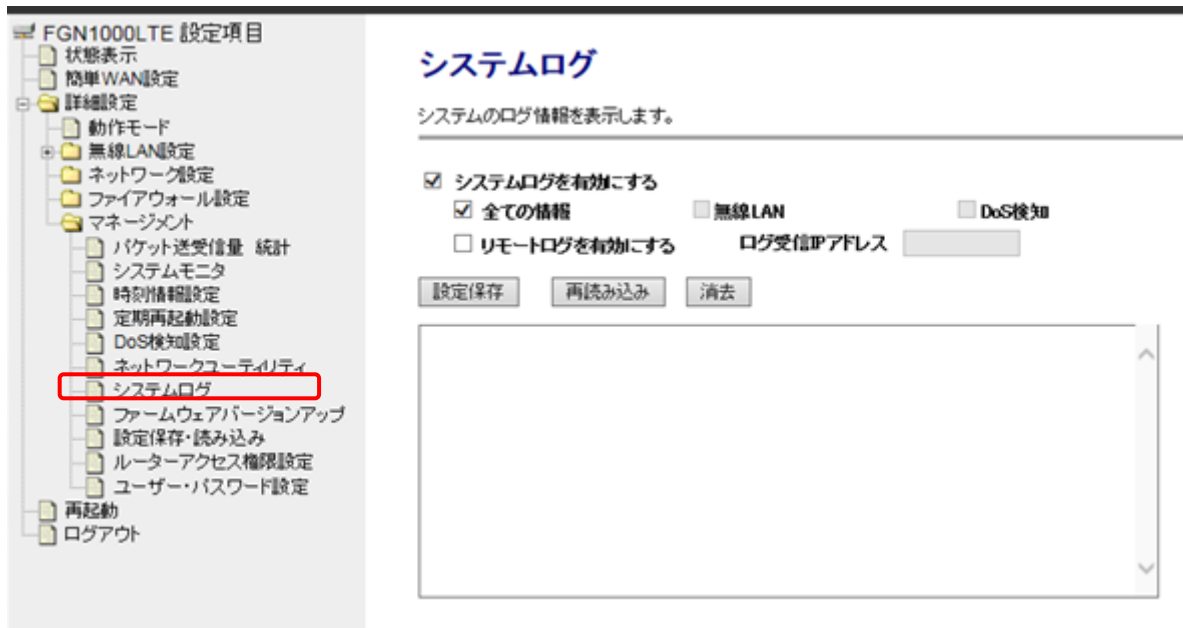 FGN1000LTE 設定項目
状態表示
簡単WAN設定
詳細設定
動作モード
無線LAN設定
ネットワーク設定
ファイアウォール設定
マネージメント
パケット送受信量 統計
システムモニタ
時刻情報設定
定期再起動設定
DoS検知設定
ネットワークユーティリティ
システムログ
ファームウェアバージョンアップ
設定保存・読み込み
ルーターアクセス権限設定
ユーザー・パスワード設定
再起動
ログアウト
システムログ
システムのログ情報を表示します。
システムログを有効にする
全ての情報 無線LAN DoS検知
リモートログを有効にする ログ受信IPアドレス
設定保存 再読み込み 消去